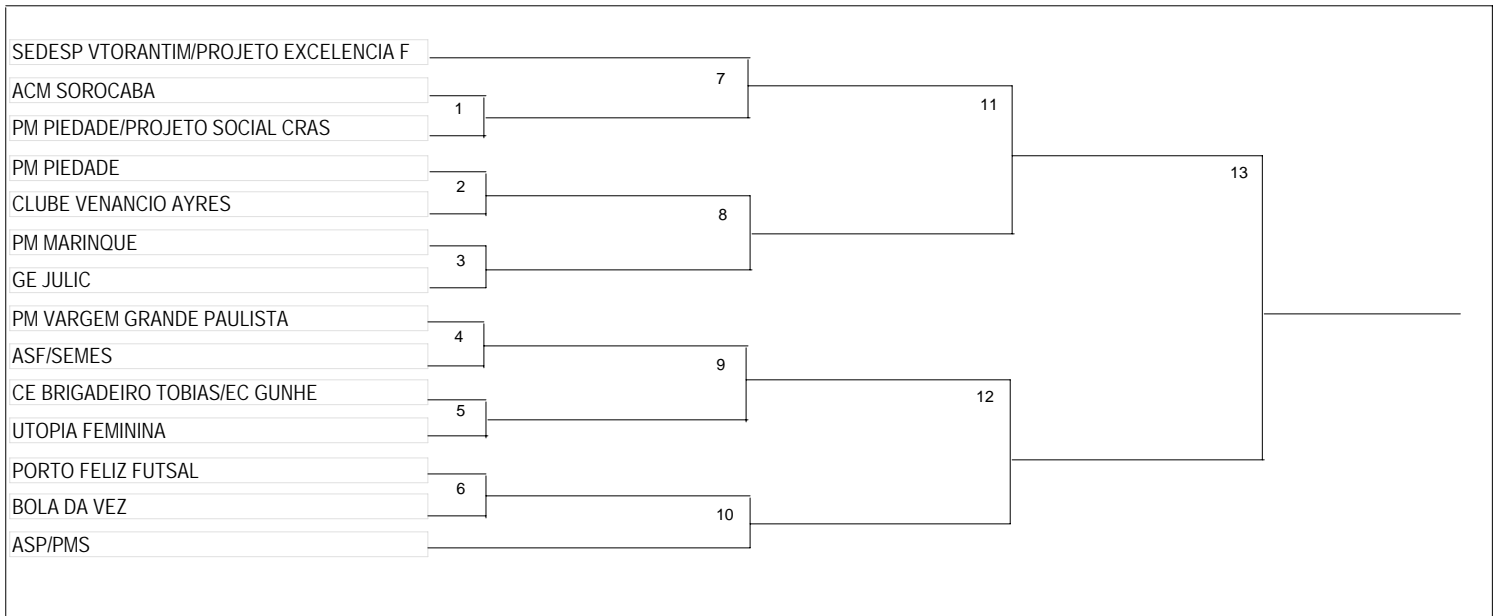 SEDESP VTORANTIM/PROJETO EXCELENCIA F
7
ACM SOROCABA
11
1
PM PIEDADE/PROJETO SOCIAL CRAS
PM PIEDADE
13
2
CLUBE VENANCIO AYRES
8
PM MARINQUE
3
GE JULIC
PM VARGEM GRANDE PAULISTA
4
ASF/SEMES
9
CE BRIGADEIRO TOBIAS/EC GUNHE
12
5
UTOPIA FEMININA
PORTO FELIZ FUTSAL
6
BOLA DA VEZ
10
ASP/PMS